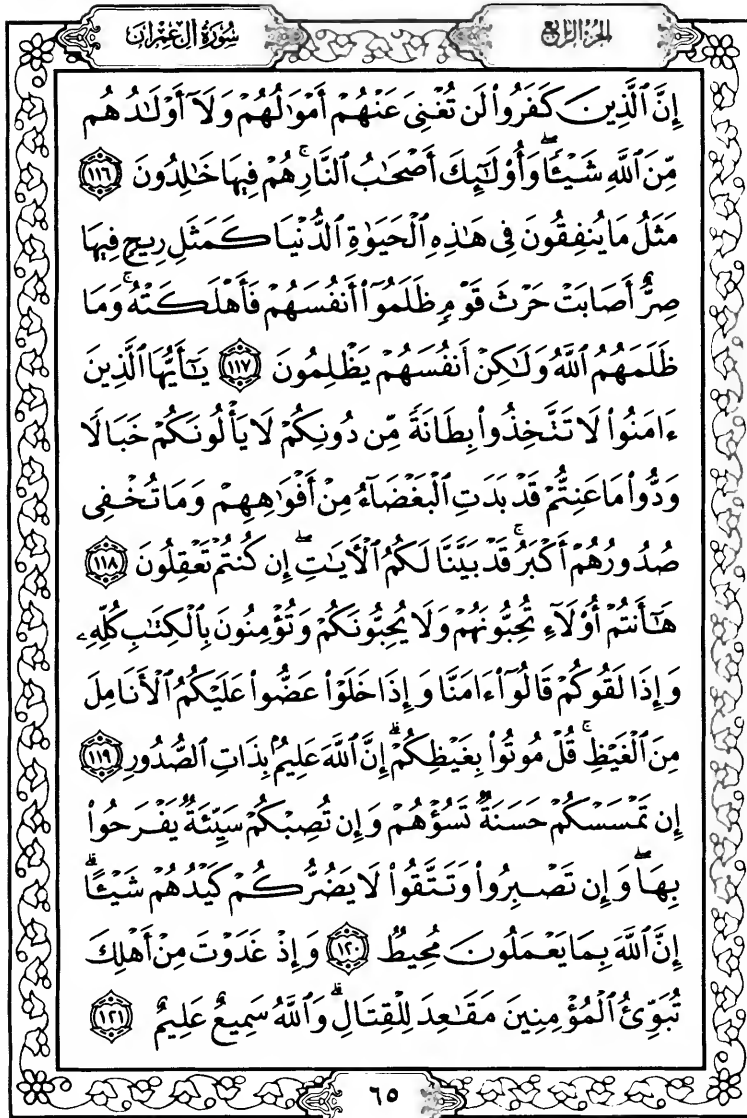 الجزء الرابع
سورة آل عمران
إِنَّ ٱلَّذِينَ كَفَرُوا۟ لَن تُغْنِىَ عَنْهُمْ أَمْوَٰلُهُمْ وَلَآ أَوْلَـٰدُهُم
مِّنَ ٱللَّهِ شَيْـًٔا ۖ وَأُو۟لَـٰٓئِكَ أَصْحَـٰبُ ٱلنَّارِ ۚ هُمْ فِيهَا خَـٰلِدُونَ ١١٦
مَثَلُ مَا يُنفِقُونَ فِى هَـٰذِهِ ٱلْحَيَوٰةِ ٱلدُّنْيَا كَمَثَلِ رِيحٍ فِيهَا
صِرٌّ أَصَابَتْ حَرْثَ قَوْمٍ ظَلَمُوٓا۟ أَنفُسَهُمْ فَأَهْلَكَتْهُ ۚ وَمَا
ظَلَمَهُمُ ٱللَّهُ وَلَـٰكِنْ أَنفُسَهُمْ يَظْلِمُونَ ١١٧ يَـٰٓأَيُّهَا ٱلَّذِينَ
ءَامَنُوا۟ لَا تَتَّخِذُوا۟ بِطَانَةً مِّن دُونِكُمْ لَا يَأْلُونَكُمْ خَبَالًا
وَدُّوا۟ مَا عَنِتُّمْ قَدْ بَدَتِ ٱلْبَغْضَآءُ مِنْ أَفْوَٰهِهِمْ وَمَا تُخْفِى
صُدُورُهُمْ أَكْبَرُ ۚ قَدْ بَيَّنَّا لَكُمُ ٱلْـَٔايَـٰتِ ۖ إِن كُنتُمْ تَعْقِلُونَ ١١٨
هَـٰٓأَنتُمْ أُو۟لَآءِ تُحِبُّونَهُمْ وَلَا يُحِبُّونَكُمْ وَتُؤْمِنُونَ بِٱلْكِتَـٰبِ كُلِّهِۦ
وَإِذَا لَقُوكُمْ قَالُوٓا۟ ءَامَنَّا وَإِذَا خَلَوْا۟ عَضُّوا۟ عَلَيْكُمُ ٱلْأَنَامِلَ
مِنَ ٱلْغَيْظِ ۚ قُلْ مُوتُوا۟ بِغَيْظِكُمْ ۗ إِنَّ ٱللَّهَ عَلِيمٌۢ بِذَاتِ ٱلصُّدُورِ ١١٩
إِن تَمْسَسْكُمْ حَسَنَةٌ تَسُؤْهُمْ وَإِن تُصِبْكُمْ سَيِّئَةٌ يَفْرَحُوا۟
بِهَا ۖ وَإِن تَصْبِرُوا۟ وَتَتَّقُوا۟ لَا يَضُرُّكُمْ كَيْدُهُمْ شَيْـًٔا ۗ
إِنَّ ٱللَّهَ بِمَا يَعْمَلُونَ مُحِيطٌ ١٢٠ وَإِذْ غَدَوْتَ مِنْ أَهْلِكَ
تُبَوِّئُ ٱلْمُؤْمِنِينَ مَقَـٰعِدَ لِلْقِتَالِ ۗ وَٱللَّهُ سَمِيعٌ عَلِيمٌ ١٢١
٦٥